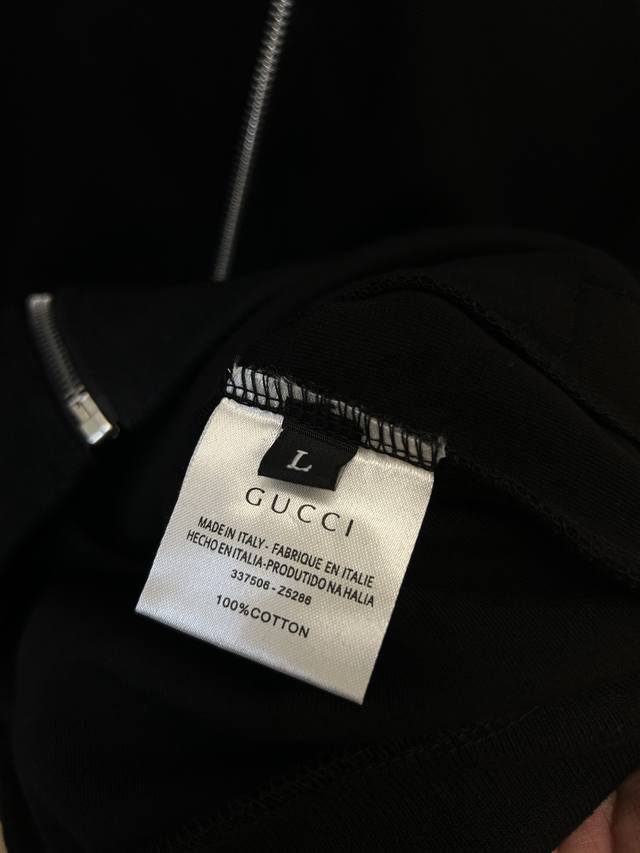 L
GUCCI
MADE IN ITALY - FABRIQUE EN ITALIE
HECHO EN ITALIA-PRODUTIDO NA HALIA
337506 - Z5286
100%COTTON